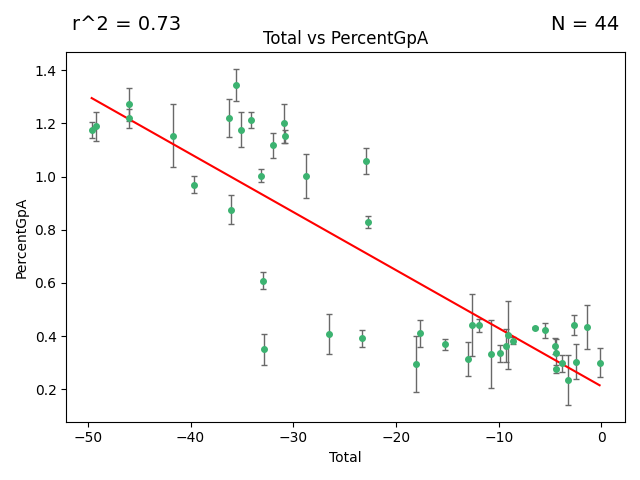 r^2 = 0.73
N = 44
Total vs PercentGpA
1.4
1.2
1.0
0.8
0.6
0.4
0.2
PercentGpA
−50
−40
−30
−20
−10
0
Total